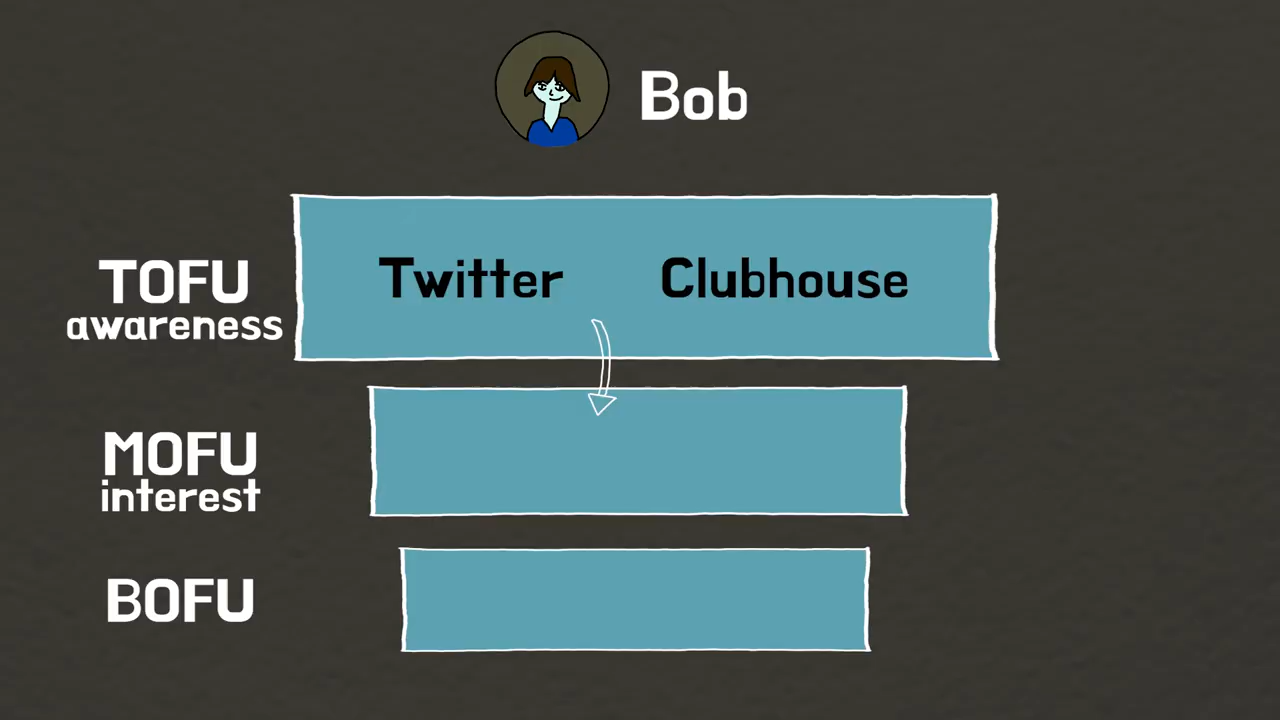 Bob
Twitter Clubhouse
TOFU
awareness
MOFU
interest
BOFU